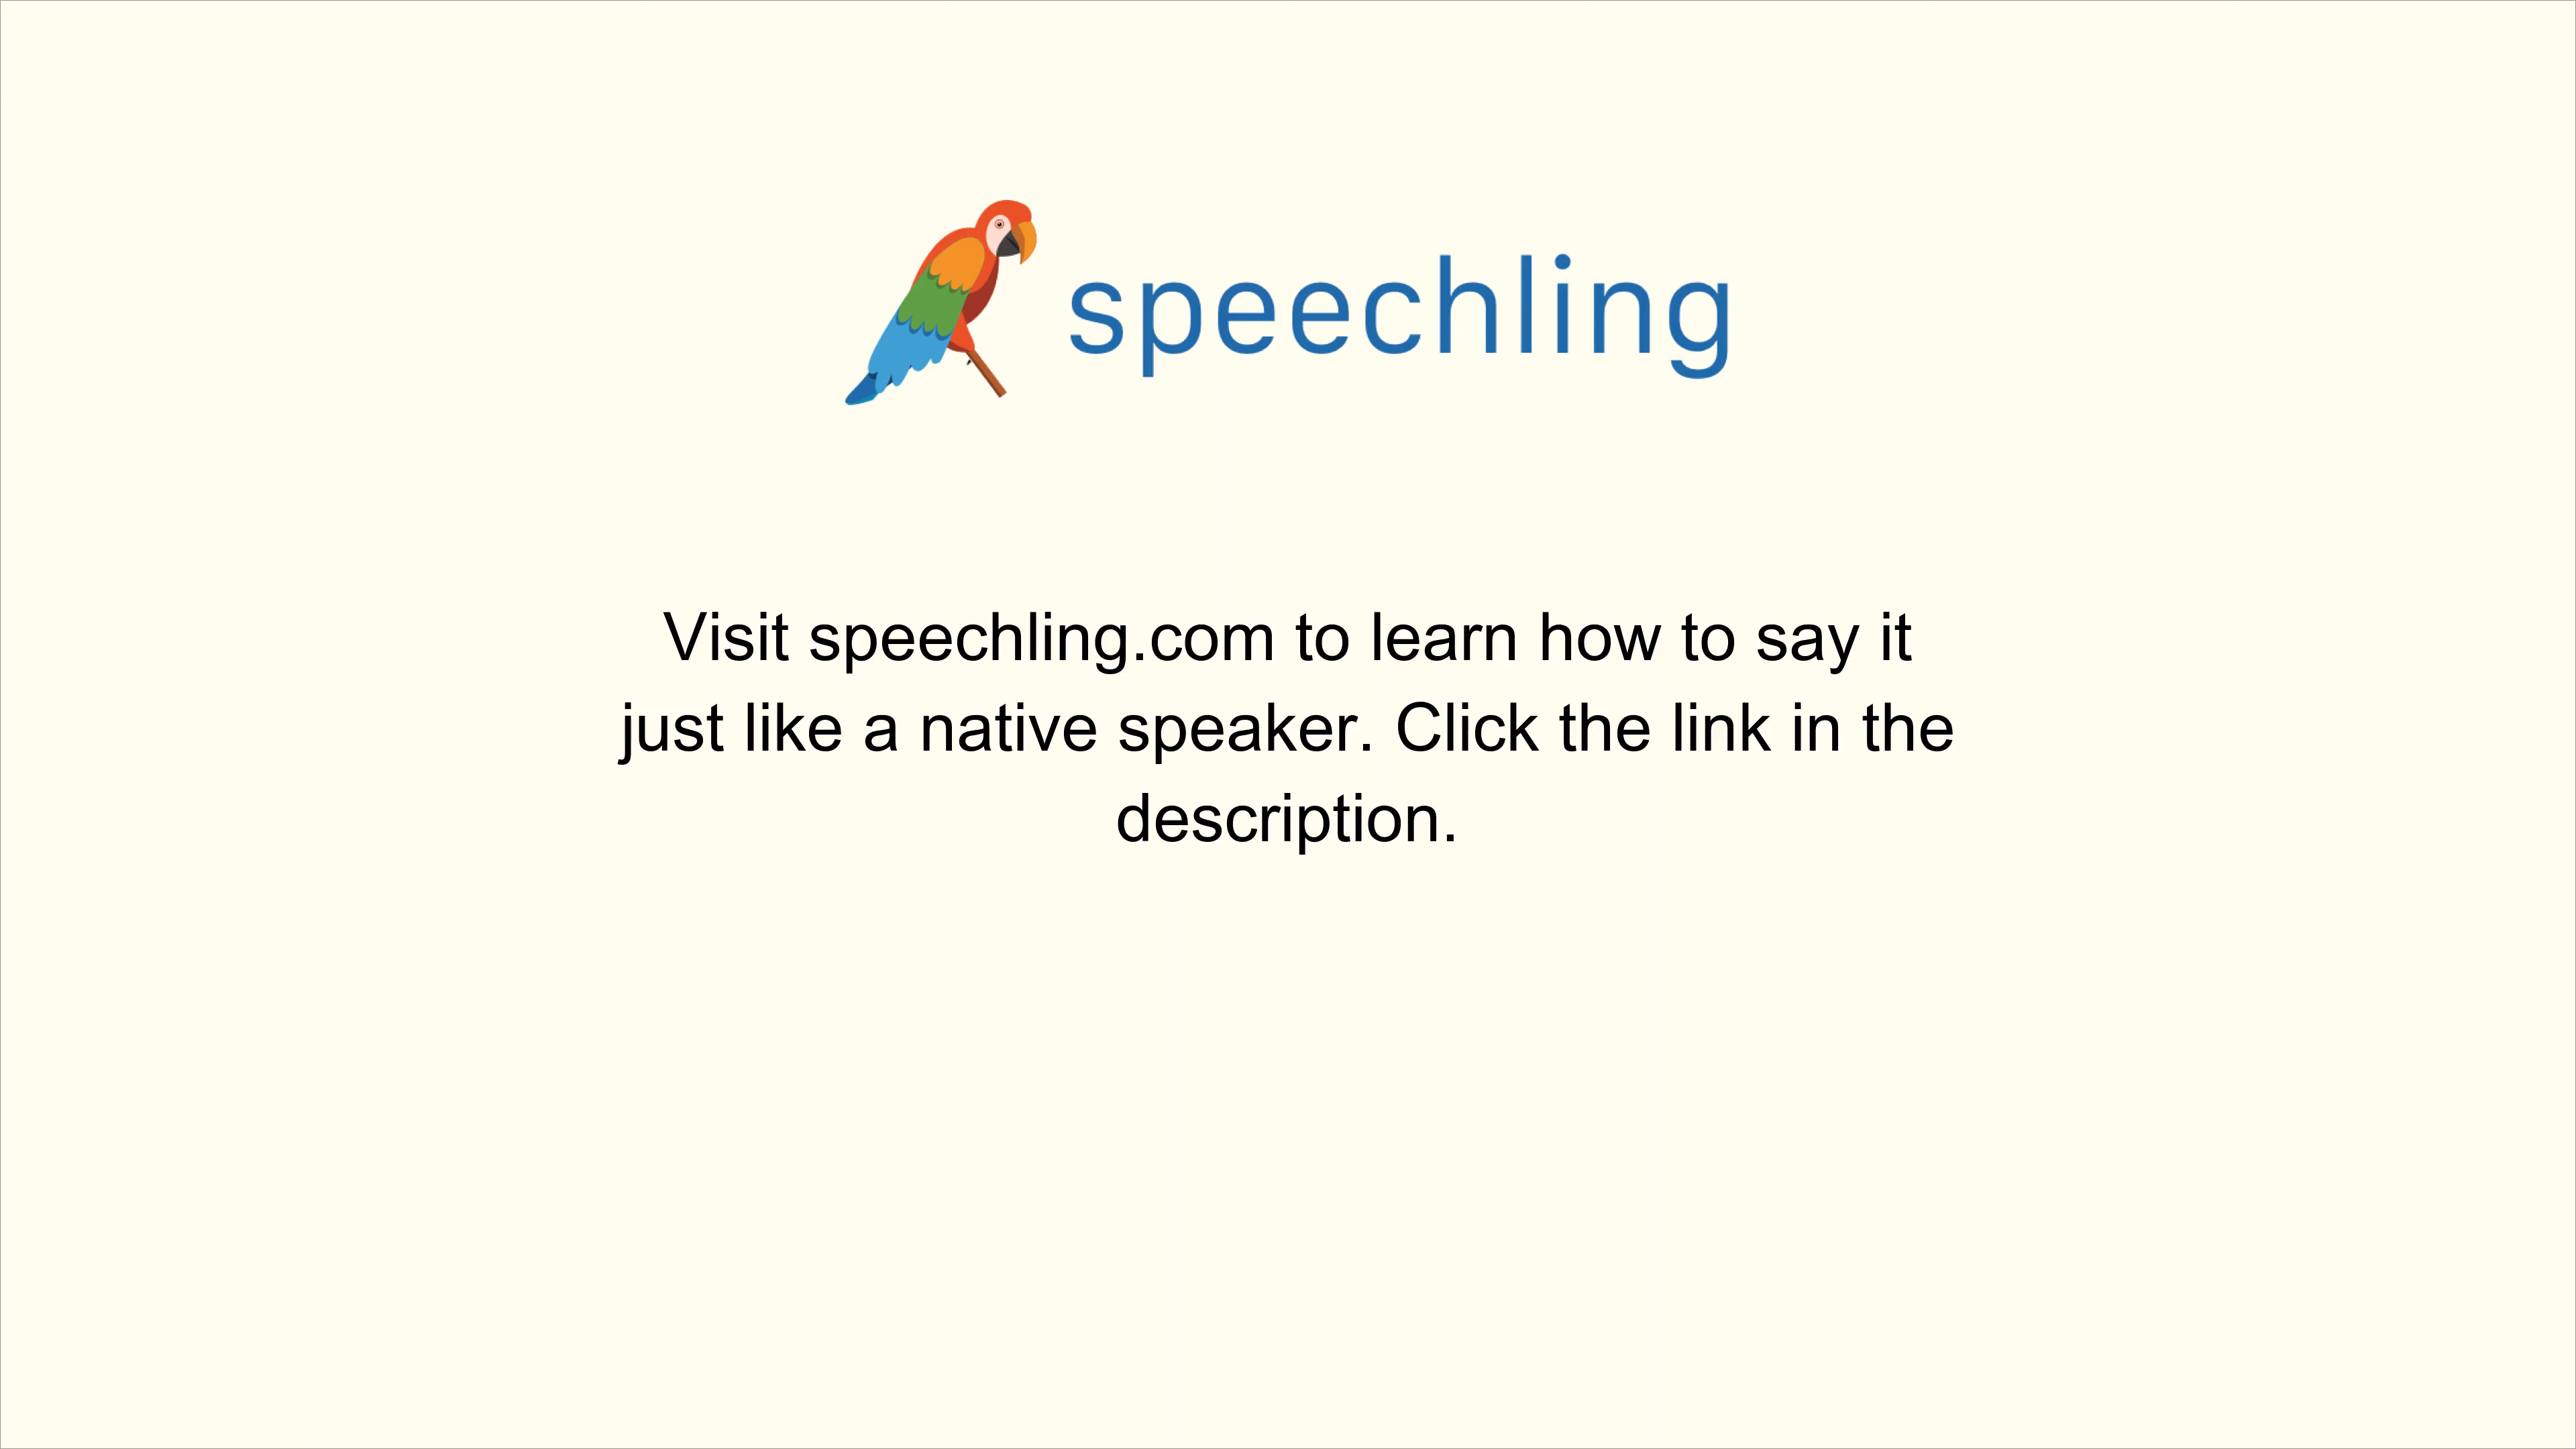 speechling
Visit speechling.com to learn how to say it
just like a native speaker. Click the link in the
description.